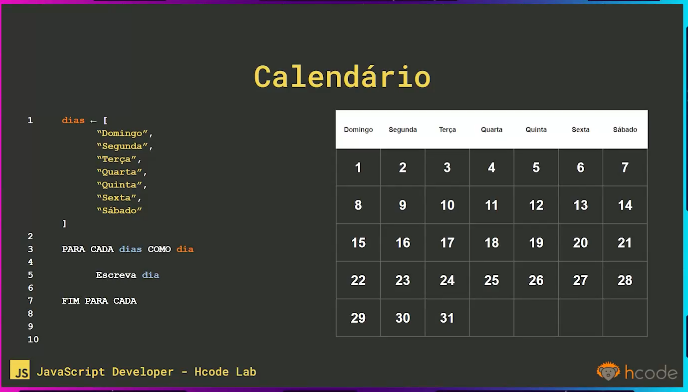 Calendário
1 dias ← [
"Domingo",
"Segunda",
"Terça",
"Quarta",
"Quinta",
"Sexta",
"Sábado"
]
2
3 PARA CADA dias COMO dia
4
5 Escreva dia
6
7 FIM PARA CADA
8
9
10
Domingo Segunda Terça Quarta Quinta Sexta Sábado
1 2 3 4 5 6 7
8 9 10 11 12 13 14
15 16 17 18 19 20 21
22 23 24 25 26 27 28
29 30 31
JS JavaScript Developer - Hcode Lab
hcode